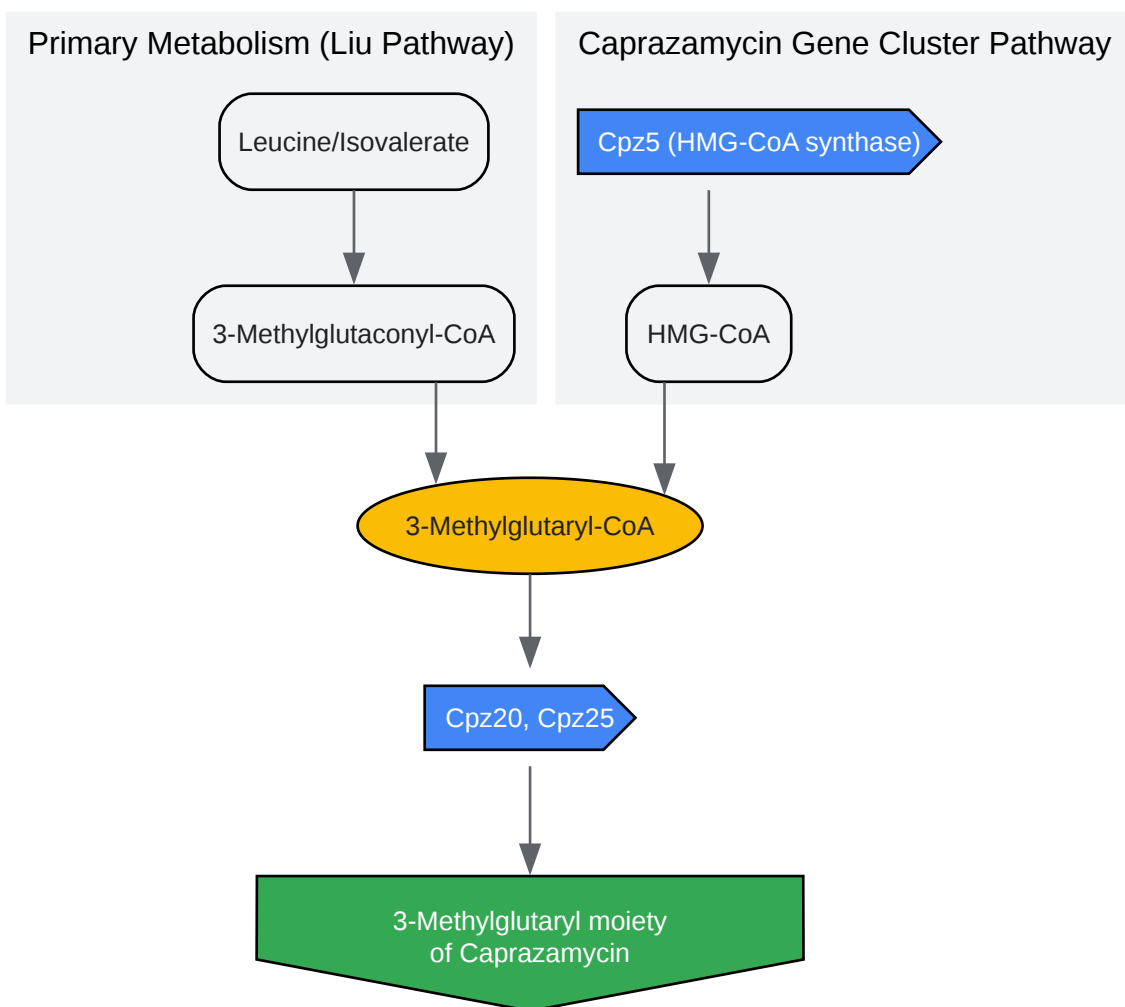 Primary Metabolism (Liu Pathway)
Leucine/Isovalerate
3-Methylglutaconyl-CoA
Caprazamycin Gene Cluster Pathway
Cpz5 (HMG-CoA synthase)
HMG-CoA
3-Methylglutaryl-CoA
Cpz20, Cpz25
3-Methylglutaryl moiety
of Caprazamycin